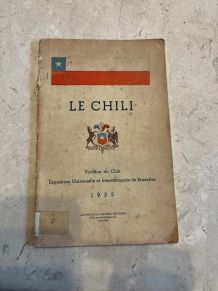 LE CHILI
Pavillon du Chili
Exposition Universelle et Internationale de Bruxelles
1935